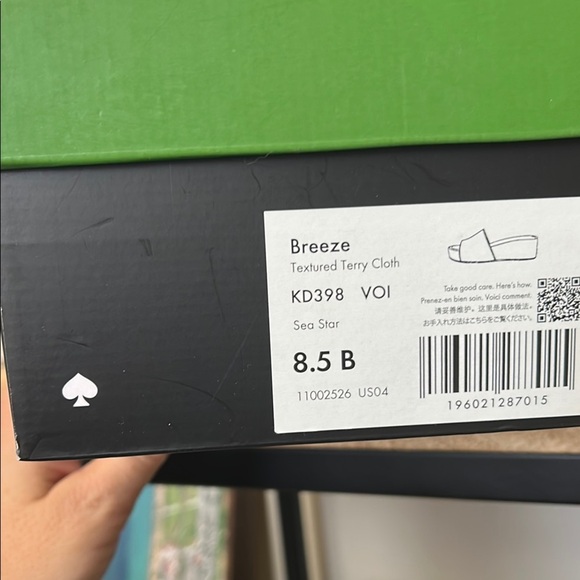 Breeze
Textured Terry Cloth
KD398 VOI
Sea Star
8.5 B
11002526 US04
Take good care. Here's how.
Prenez-en bien soin. Voici comment.
请妥善维护。这里是具体做法。
お手入れ方法はこちらをご覧ください。
196021287015